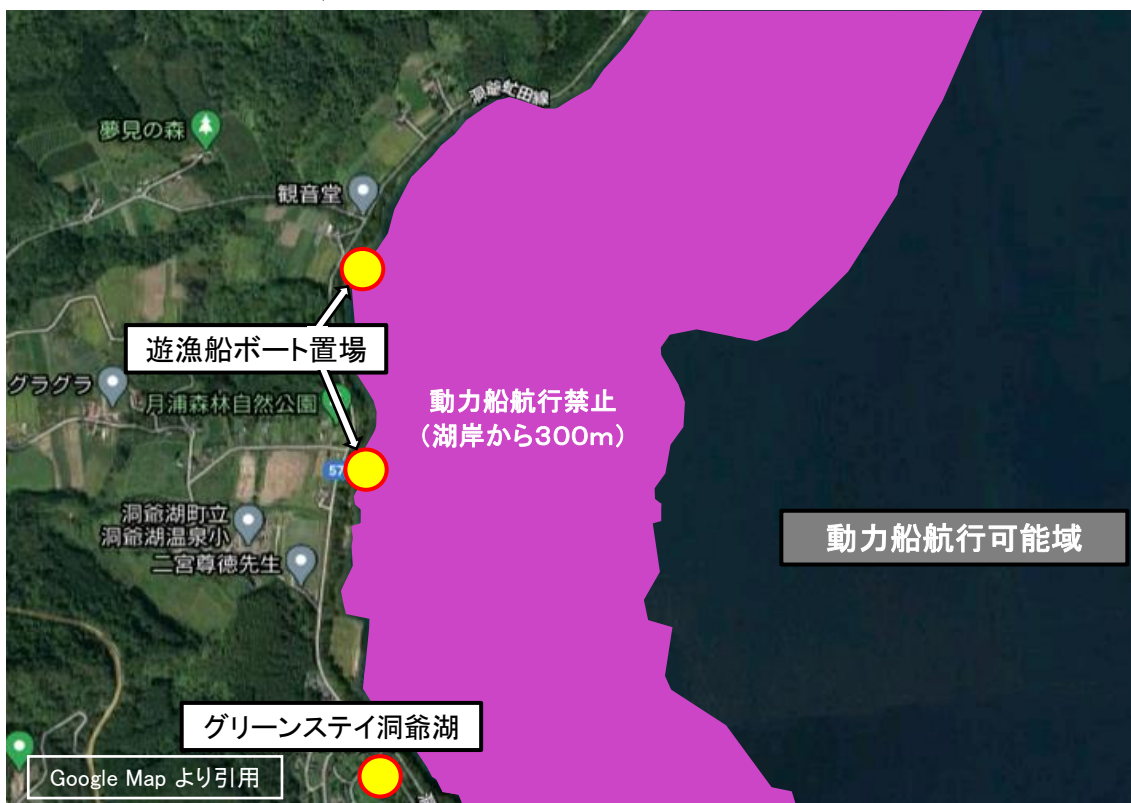 洞爺虻田線
夢見の森
観音堂
遊漁船ボート置場
グラグラ
月浦森林自然公園
動力船航行禁止
（湖岸から300m）
57
洞爺湖町立
洞爺湖温泉小
二宮尊徳先生
動力船航行可能域
グリーンステイ洞爺湖
Google Map より引用